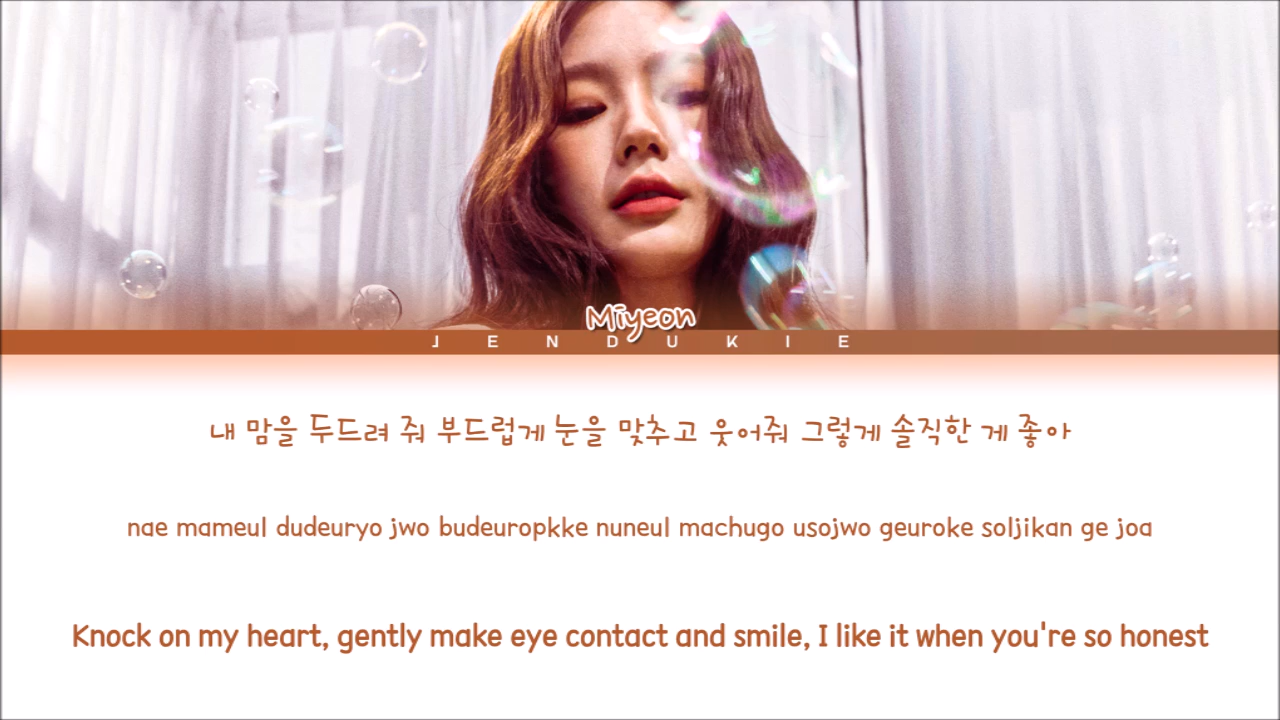 Miyeon
JENDUKIE
내 맘을 두드려 줘 부드럽게 눈을 맞추고 웃어줘 그렇게 솔직한 게 좋아
nae mameul dudeuryo jwo budeuropkke nuneul machugo usojwo geuroke soljikan ge joa
Knock on my heart, gently make eye contact and smile, I like it when you're so honest